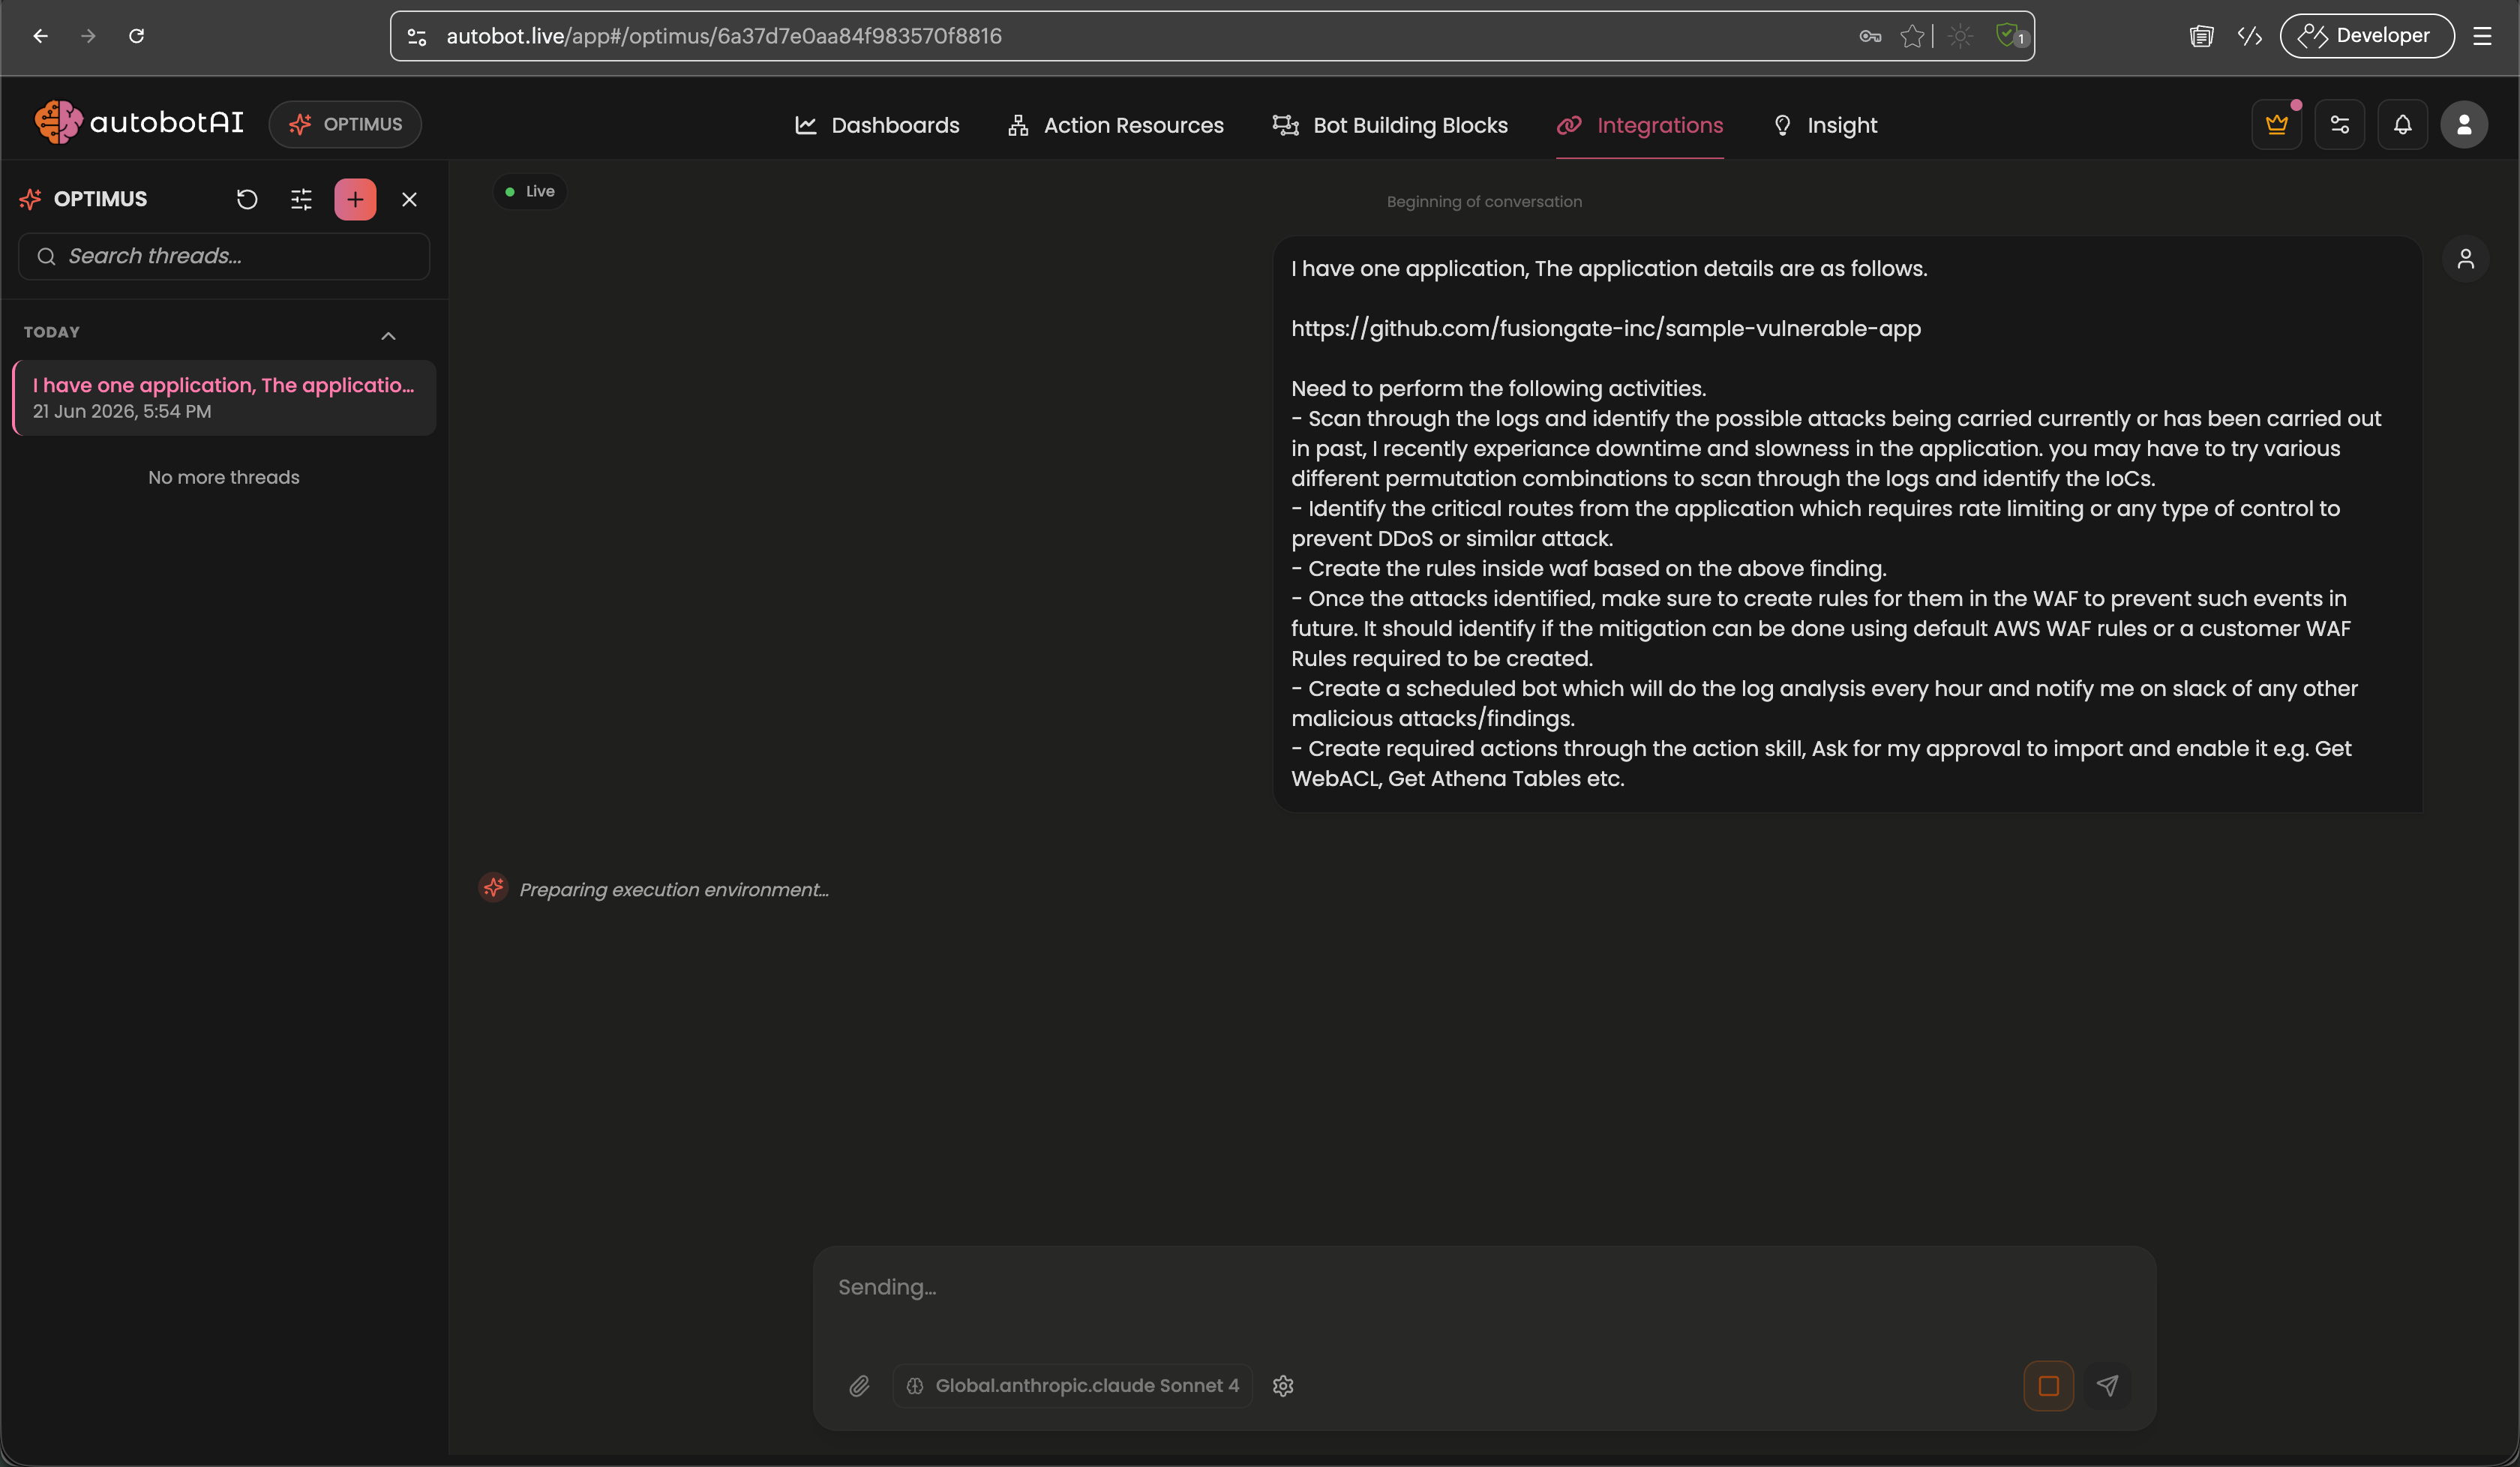 autobot.live/app#/optimus/6a37d7e0aa84f983570f8816
1
Developer
autobotAI
OPTIMUS
Dashboards
Action Resources
Bot Building Blocks
Integrations
Insight
OPTIMUS
Search threads...
TODAY
I have one application, The applicatio...
21 Jun 2026, 5:54 PM
No more threads
Live
Beginning of conversation
I have one application, The application details are as follows.
https://github.com/fusiongate-inc/sample-vulnerable-app
Need to perform the following activities.
- Scan through the logs and identify the possible attacks being carried currently or has been carried out
in past, I recently experiance downtime and slowness in the application. you may have to try various
different permutation combinations to scan through the logs and identify the IoCs.
- Identify the critical routes from the application which requires rate limiting or any type of control to
prevent DDoS or similar attack.
- Create the rules inside waf based on the above finding.
- Once the attacks identified, make sure to create rules for them in the WAF to prevent such events in
future. It should identify if the mitigation can be done using default AWS WAF rules or a customer WAF
Rules required to be created.
- Create a scheduled bot which will do the log analysis every hour and notify me on slack of any other
malicious attacks/findings.
- Create required actions through the action skill, Ask for my approval to import and enable it e.g. Get
WebACL, Get Athena Tables etc.
Preparing execution environment...
Sending...
Global.anthropic.claude Sonnet 4